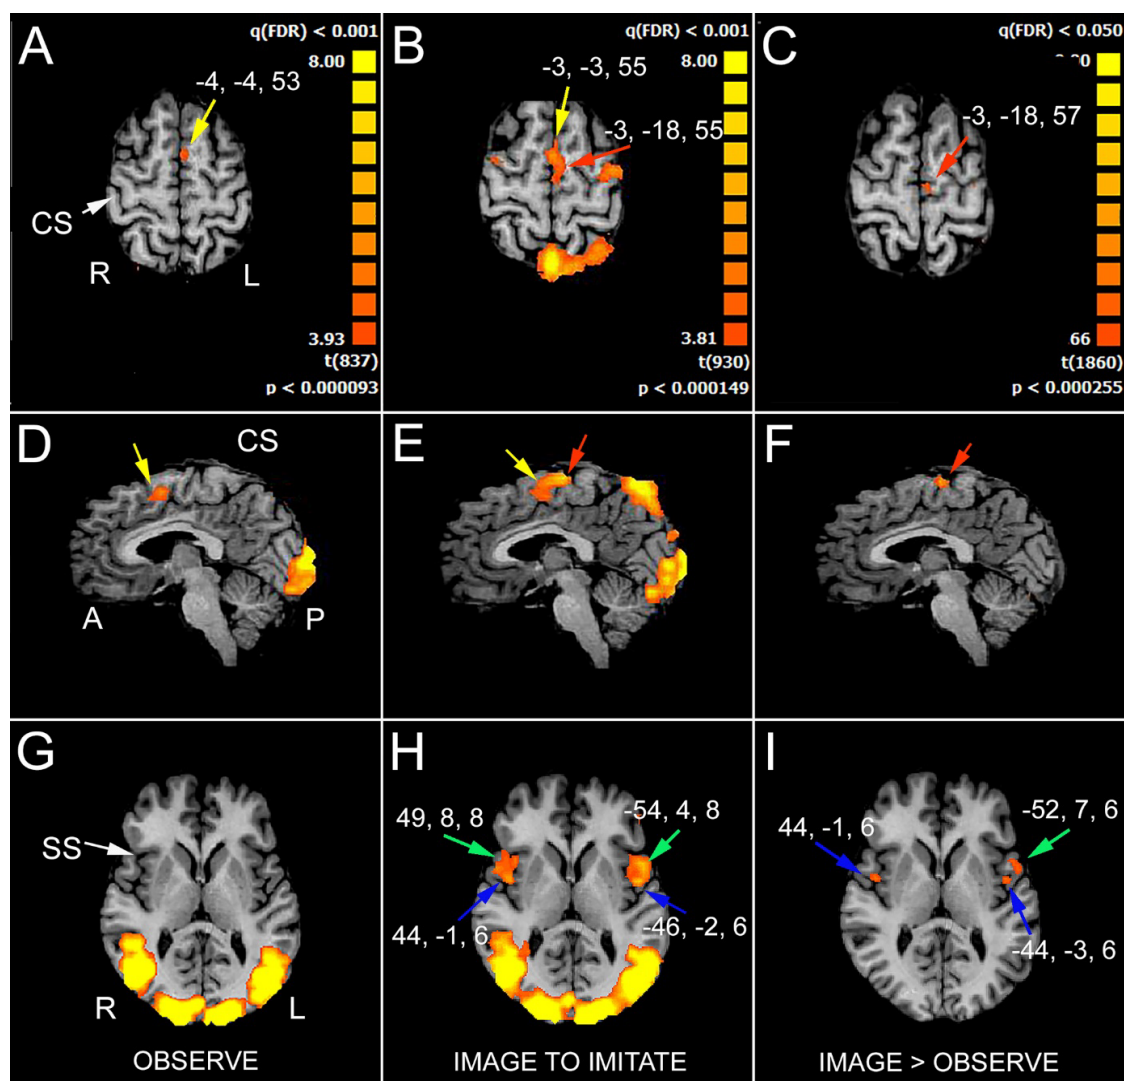 A
q(FDR) < 0.001
8.00
-4, -4, 53
CS
R
L
3.93
t(837)
p < 0.000093
B
q(FDR) < 0.001
8.00
-3, -3, 55
-3, -18, 55
3.81
t(930)
p < 0.000149
C
q(FDR) < 0.050
-3, -18, 57
66
t(1860)
p < 0.000255
D
CS
A
P
E
F
G
SS
R
L
OBSERVE
H
49, 8, 8
-54, 4, 8
44, -1, 6
-46, -2, 6
IMAGE TO IMITATE
I
-52, 7, 6
44, -1, 6
-44, -3, 6
IMAGE > OBSERVE